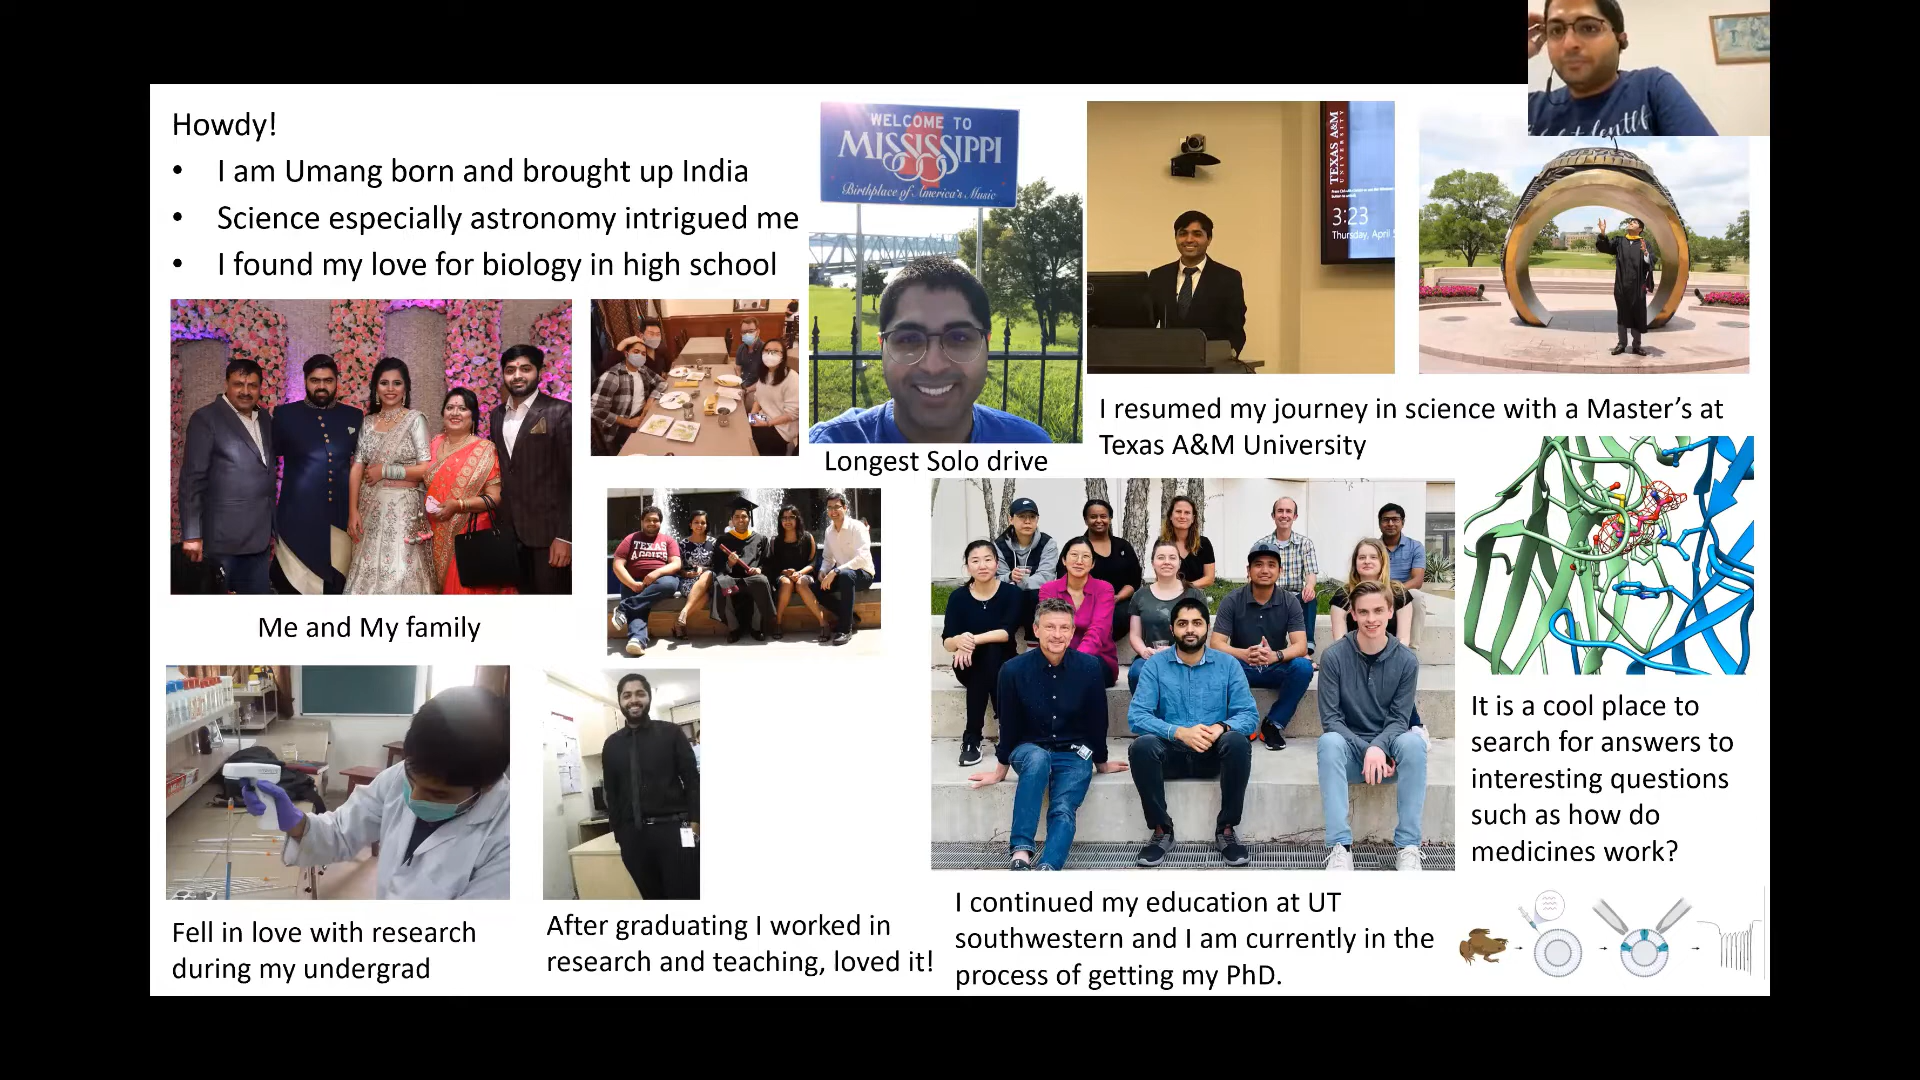 Howdy!
• I am Umang born and brought up India
• Science especially astronomy intrigued me
• I found my love for biology in high school
WELCOME TO
MISSISSIPPI
Birthplace of America's Music
TEXAS A&M
UNIVERSITY
3:23
Thursday, April
Longest Solo drive
I resumed my journey in science with a Master's at
Texas A&M University
Me and My family
TEXAS
AGGIES
It is a cool place to
search for answers to
interesting questions
such as how do
medicines work?
Fell in love with research
during my undergrad
After graduating I worked in
research and teaching, loved it!
I continued my education at UT
southwestern and I am currently in the
process of getting my PhD.